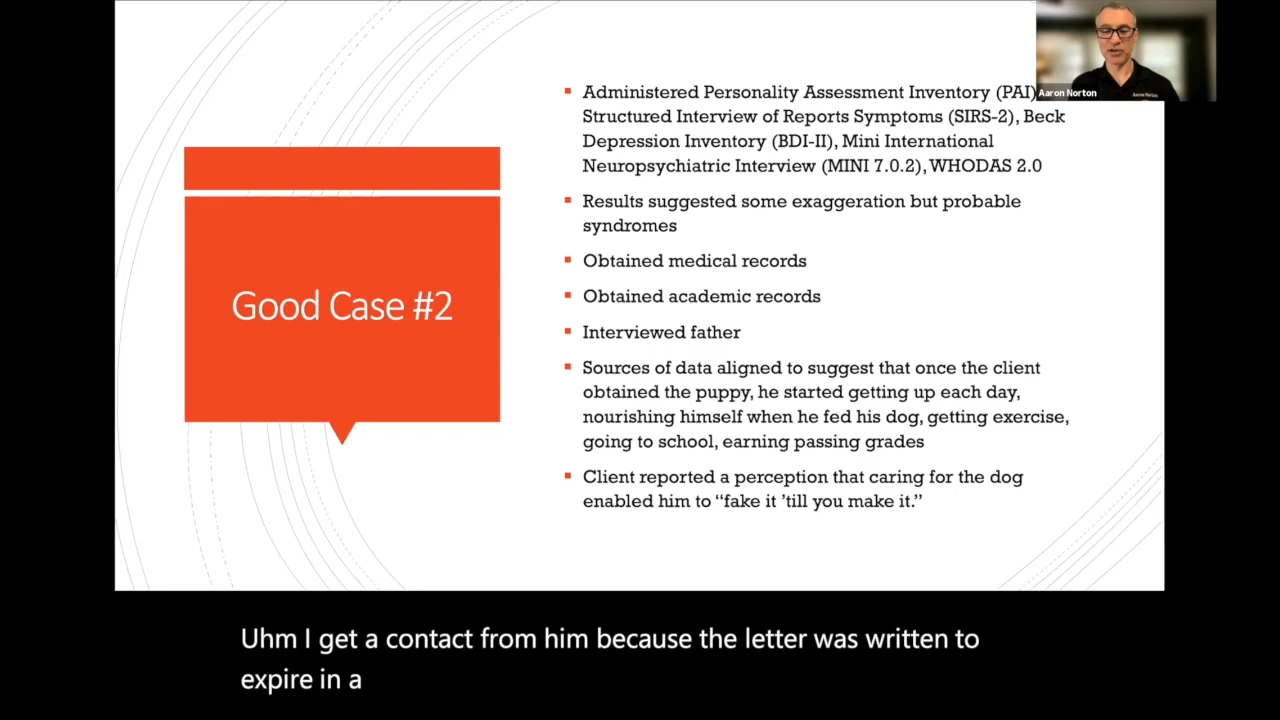 Good Case #2
▪ Administered Personality Assessment Inventory (PAI)
Structured Interview of Reports Symptoms (SIRS-2), Beck
Depression Inventory (BDI-II), Mini International
Neuropsychiatric Interview (MINI 7.0.2), WHODAS 2.0
▪ Results suggested some exaggeration but probable
syndromes
▪ Obtained medical records
▪ Obtained academic records
▪ Interviewed father
▪ Sources of data aligned to suggest that once the client
obtained the puppy, he started getting up each day,
nourishing himself when he fed his dog, getting exercise,
going to school, earning passing grades
▪ Client reported a perception that caring for the dog
enabled him to “fake it ’till you make it.”
Aaron Norton
Aaron Norton
Uhm I get a contact from him because the letter was written to
expire in a